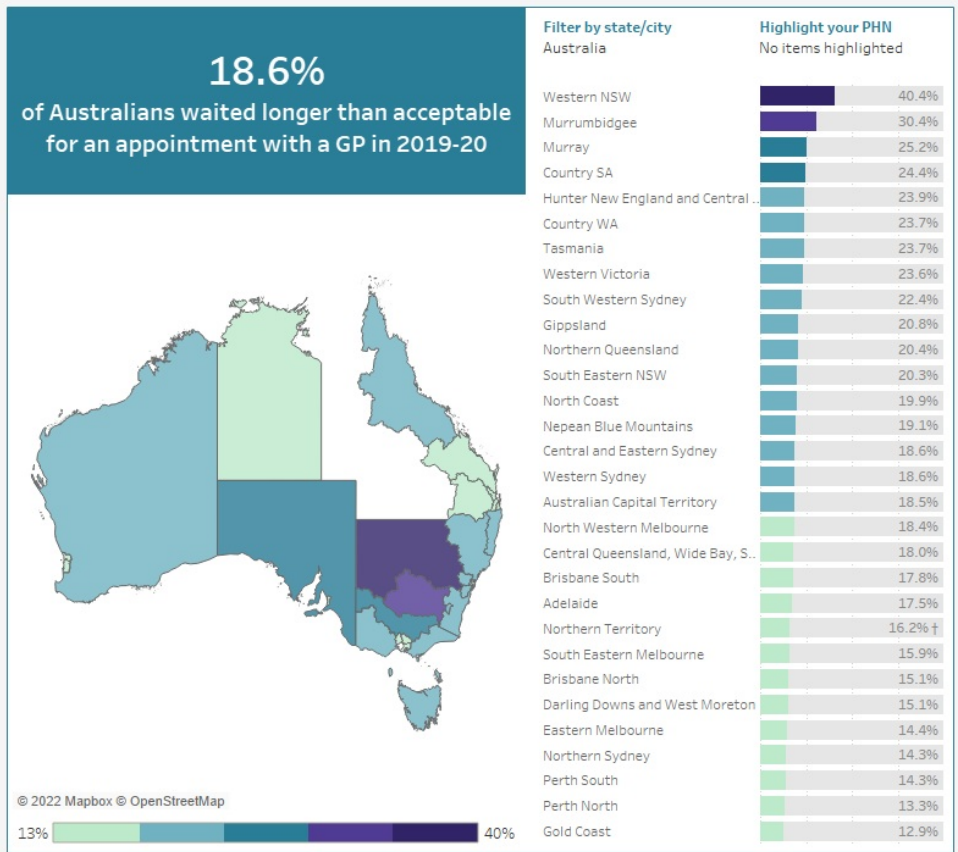 18.6%
of Australians waited longer than acceptable
for an appointment with a GP in 2019-20
Filter by state/city
Australia
Highlight your PHN
No items highlighted
Western NSW 40.4%
Murrumbidgee 30.4%
Murray 25.2%
Country SA 24.4%
Hunter New England and Central .. 23.9%
Country WA 23.7%
Tasmania 23.7%
Western Victoria 23.6%
South Western Sydney 22.4%
Gippsland 20.8%
Northern Queensland 20.4%
South Eastern NSW 20.3%
North Coast 19.9%
Nepean Blue Mountains 19.1%
Central and Eastern Sydney 18.6%
Western Sydney 18.6%
Australian Capital Territory 18.5%
North Western Melbourne 18.4%
Central Queensland, Wide Bay, S.. 18.0%
Brisbane South 17.8%
Adelaide 17.5%
Northern Territory 16.2% †
South Eastern Melbourne 15.9%
Brisbane North 15.1%
Darling Downs and West Moreton 15.1%
Eastern Melbourne 14.4%
Northern Sydney 14.3%
Perth South 14.3%
Perth North 13.3%
Gold Coast 12.9%
© 2022 Mapbox © OpenStreetMap
13% 40%